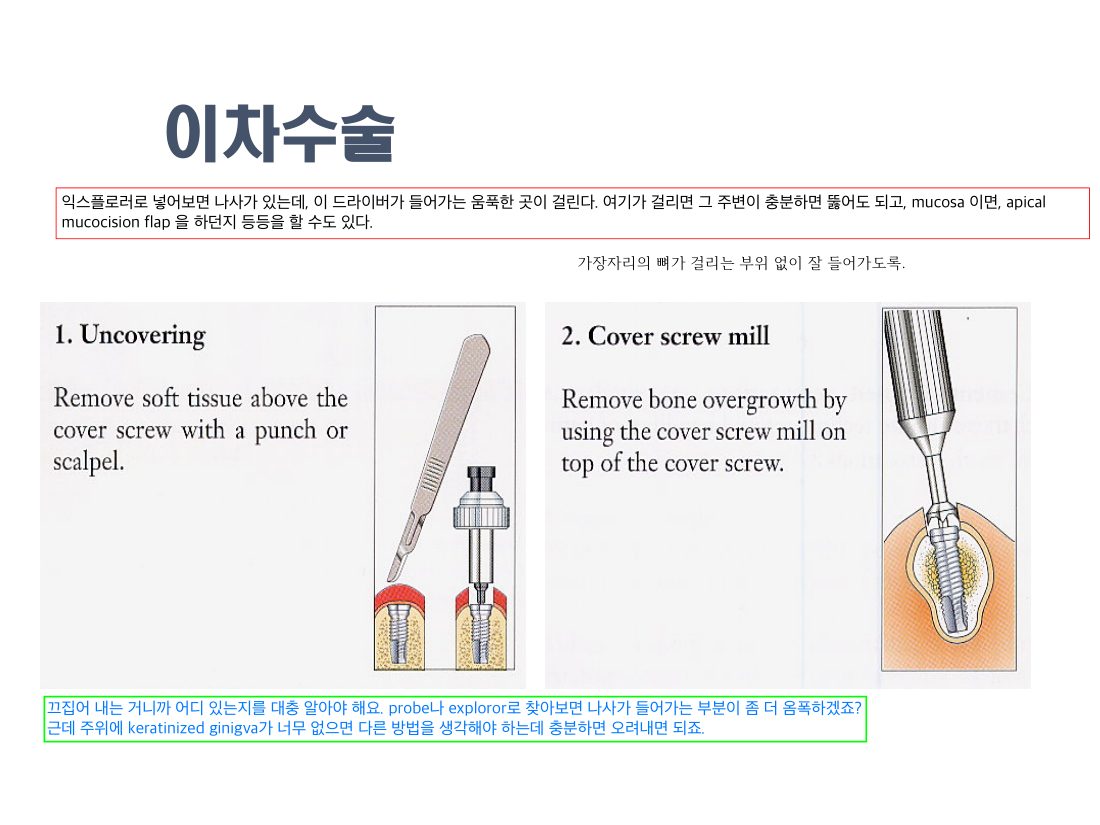 이차수술
익스플로러로 넣어보면 나사가 있는데, 이 드라이버가 들어가는 움푹한 곳이 걸린다. 여기가 걸리면 그 주변이 충분하면 뚫어도 되고, mucosa 이면, apical
mucocision flap 을 하던지 등등을 할 수도 있다.
가장자리의 뼈가 걸리는 부위 없이 잘 들어가도록.
1. Uncovering
Remove soft tissue above the
cover screw with a punch or
scalpel.
2. Cover screw mill
Remove bone overgrowth by
using the cover screw mill on
top of the cover screw.
끄집어 내는 거니까 어디 있는지를 대충 알아야 해요. probe나 exploror로 찾아보면 나사가 들어가는 부분이 좀 더 옴폭하겠죠?
근데 주위에 keratinized ginigva가 너무 없으면 다른 방법을 생각해야 하는데 충분하면 오려내면 되죠.